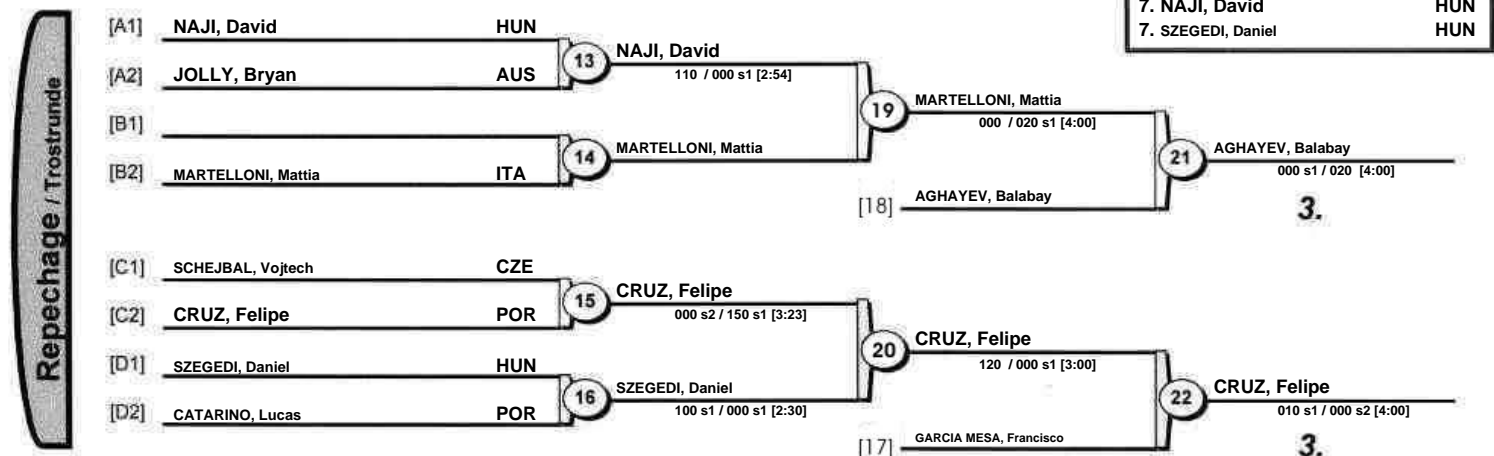 7. NAJI, David HUN
7. SZEGEDI, Daniel HUN
Repechage / Trostrunde
[A1] NAJI, David HUN
13 NAJI, David
110 / 000 s1 [2:54]
[A2] JOLLY, Bryan AUS
19 MARTELLONI, Mattia
000 / 020 s1 [4:00]
[B1]
14 MARTELLONI, Mattia
[B2] MARTELLONI, Mattia ITA
21 AGHAYEV, Balabay
000 s1 / 020 [4:00]
[18] AGHAYEV, Balabay
3.
[C1] SCHEJBAL, Vojtech CZE
15 CRUZ, Felipe
000 s2 / 150 s1 [3:23]
[C2] CRUZ, Felipe POR
20 CRUZ, Felipe
120 / 000 s1 [3:00]
[D1] SZEGEDI, Daniel HUN
16 SZEGEDI, Daniel
100 s1 / 000 s1 [2:30]
[D2] CATARINO, Lucas POR
22 CRUZ, Felipe
010 s1 / 000 s2 [4:00]
[17] GARCIA MESA, Francisco
3.